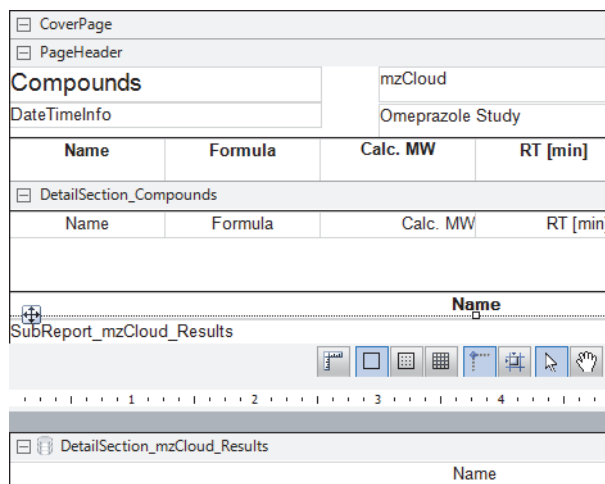 CoverPage
PageHeader
Compounds mzCloud
DateTimeInfo Omeprazole Study
Name Formula Calc. MW RT [min]
DetailSection_Compounds
Name Formula Calc. MW RT [min
Name
SubReport_mzCloud_Results
1 2 3 4
DetailSection_mzCloud_Results
Name